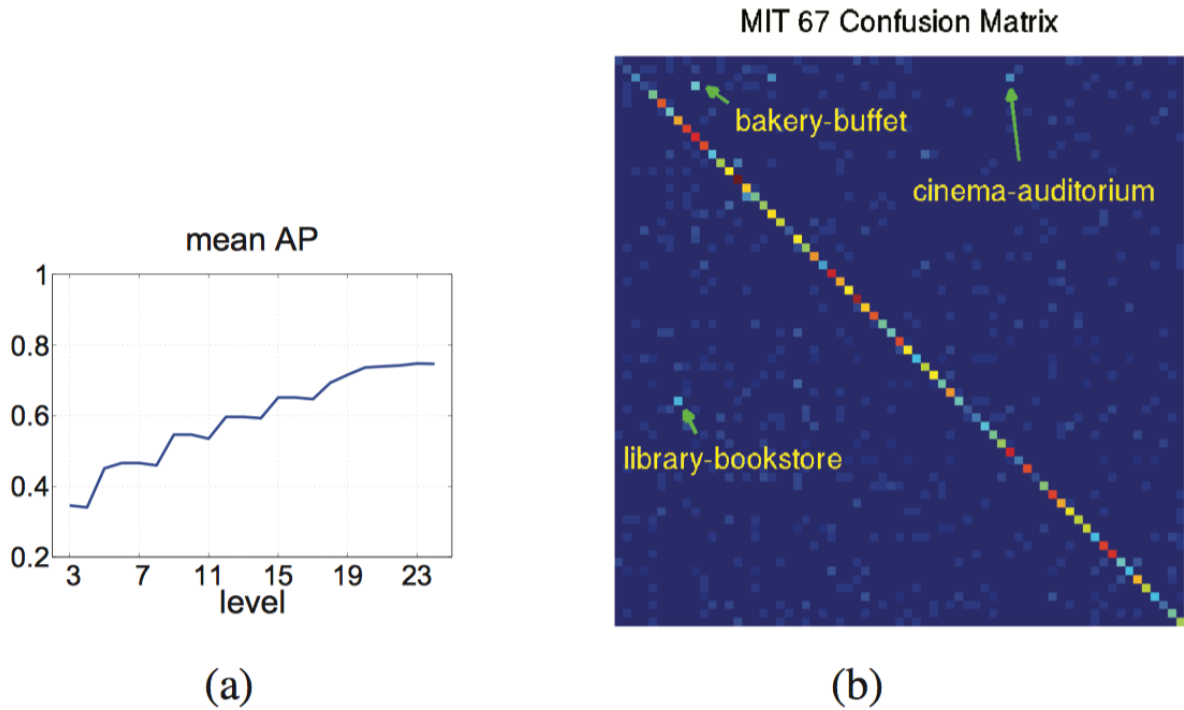 mean AP
1
0.8
0.6
0.4
0.2
3 7 11 15 19 23
level
(a)
MIT 67 Confusion Matrix
bakery-buffet
cinema-auditorium
library-bookstore
(b)